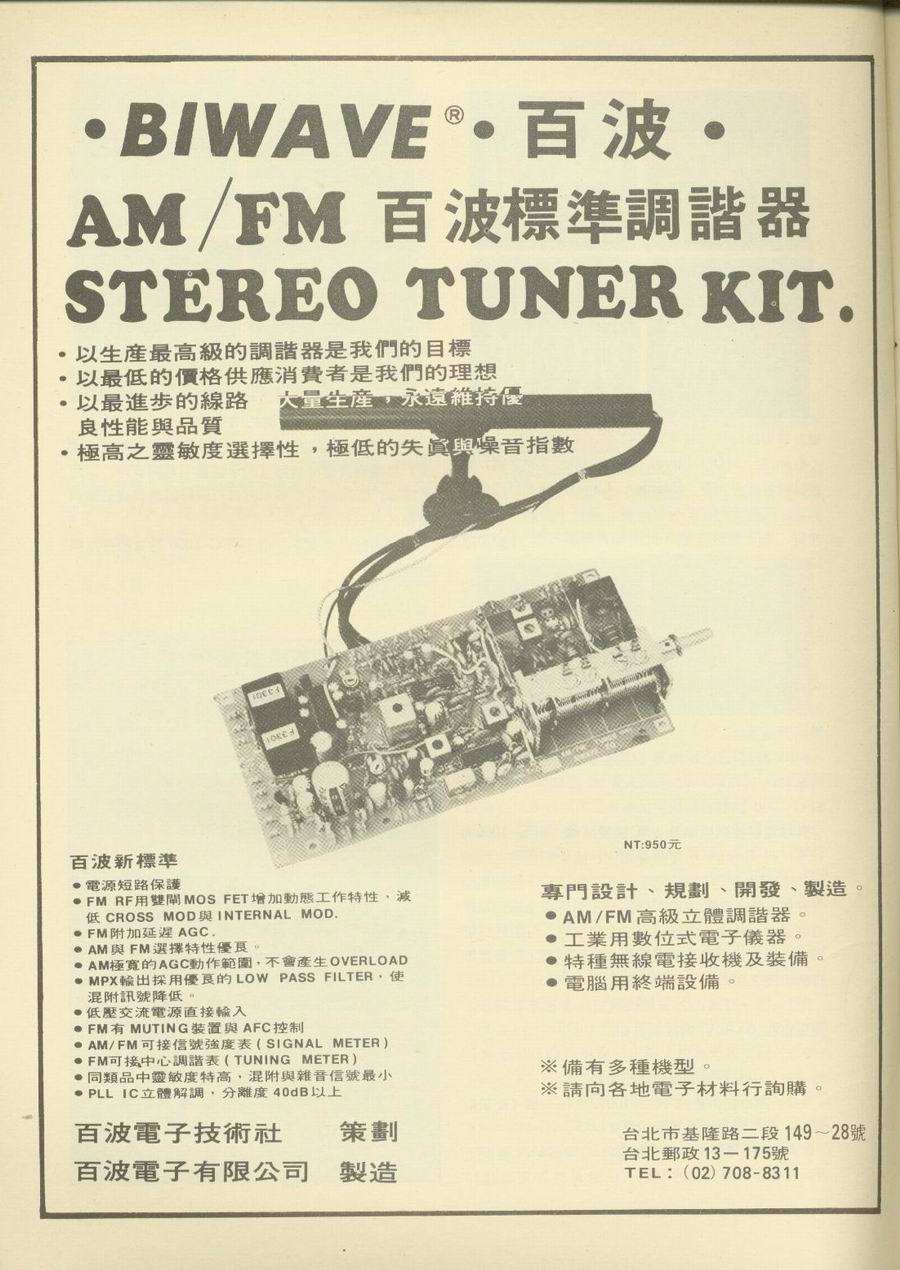 •BIWAVE®•百波•
AM/FM 百波標準調諧器
STEREO TUNER KIT.
•以生產最高級的調諧器是我們的目標
•以最低的價格供應消費者是我們的理想
•以最進步的線路 大量生產，永遠維持優
良性能與品質
•極高之靈敏度選擇性，極低的失眞與噪音指數
F3301
F3301
NT:950元
百波新標準
●電源短路保護
●FM RF用雙閘MOS FET增加動態工作特性，減
低 CROSS MOD與INTERNAL MOD.
●FM附加延遲 AGC.
●AM與 FM選擇特性優良。
●AM極寬的AGC動作範圍，不會產生OVERLOAD
●MPX輸出採用優良的 LOW PASS FILTER，使
混附訊號降低。
●低壓交流電源直接輸入
●FM有 MUTING裝置與 AFC控制
●AM/FM可接信號強度表(SIGNAL METER)
●FM可接中心調諧表(TUNING METER)
●同類品中靈敏度特高，混附與雜音信號最小
●PLL IC立體解調，分離度 40dB以上
百波電子技術社 策劃
百波電子有限公司 製造
專門設計、規劃、開發、製造。
●AM/FM高級立體調諧器。
●工業用數位式電子儀器。
●特種無線電接收機及裝備。
●電腦用終端設備。
※備有多種機型。
※請向各地電子材料行詢購。
台北市基隆路二段149～28號
台北郵政13－175號
TEL：(02) 708-8311